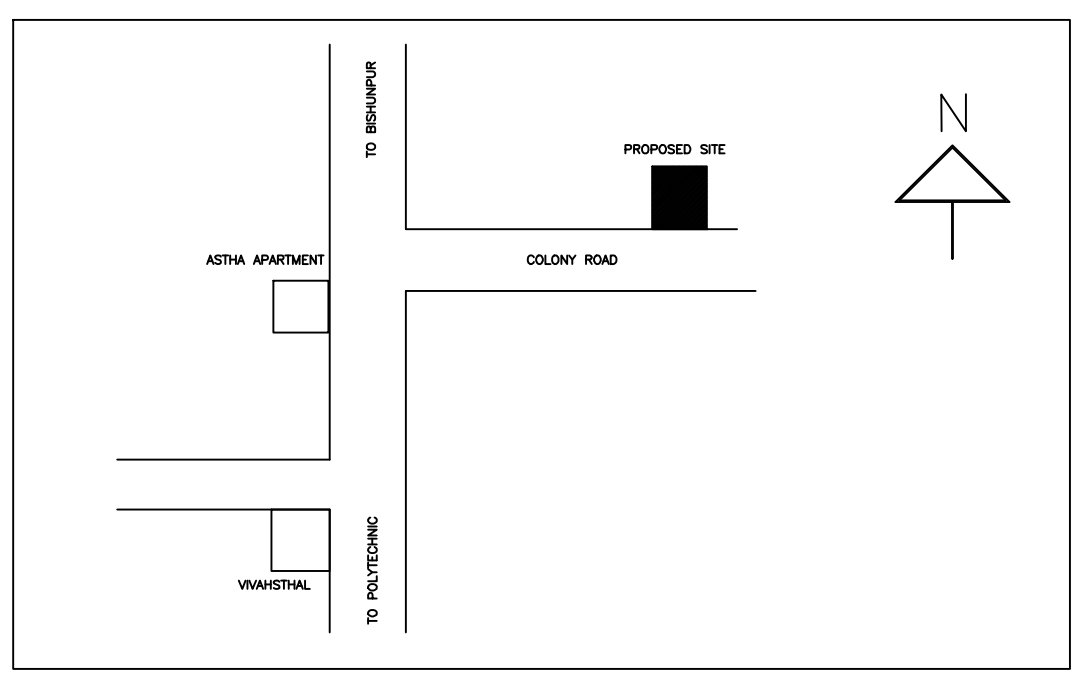 TO BISHUNPUR
N
PROPOSED SITE
ASTHA APARTMENT
COLONY ROAD
TO POLYTECHNIC
VIVAHSTHAL